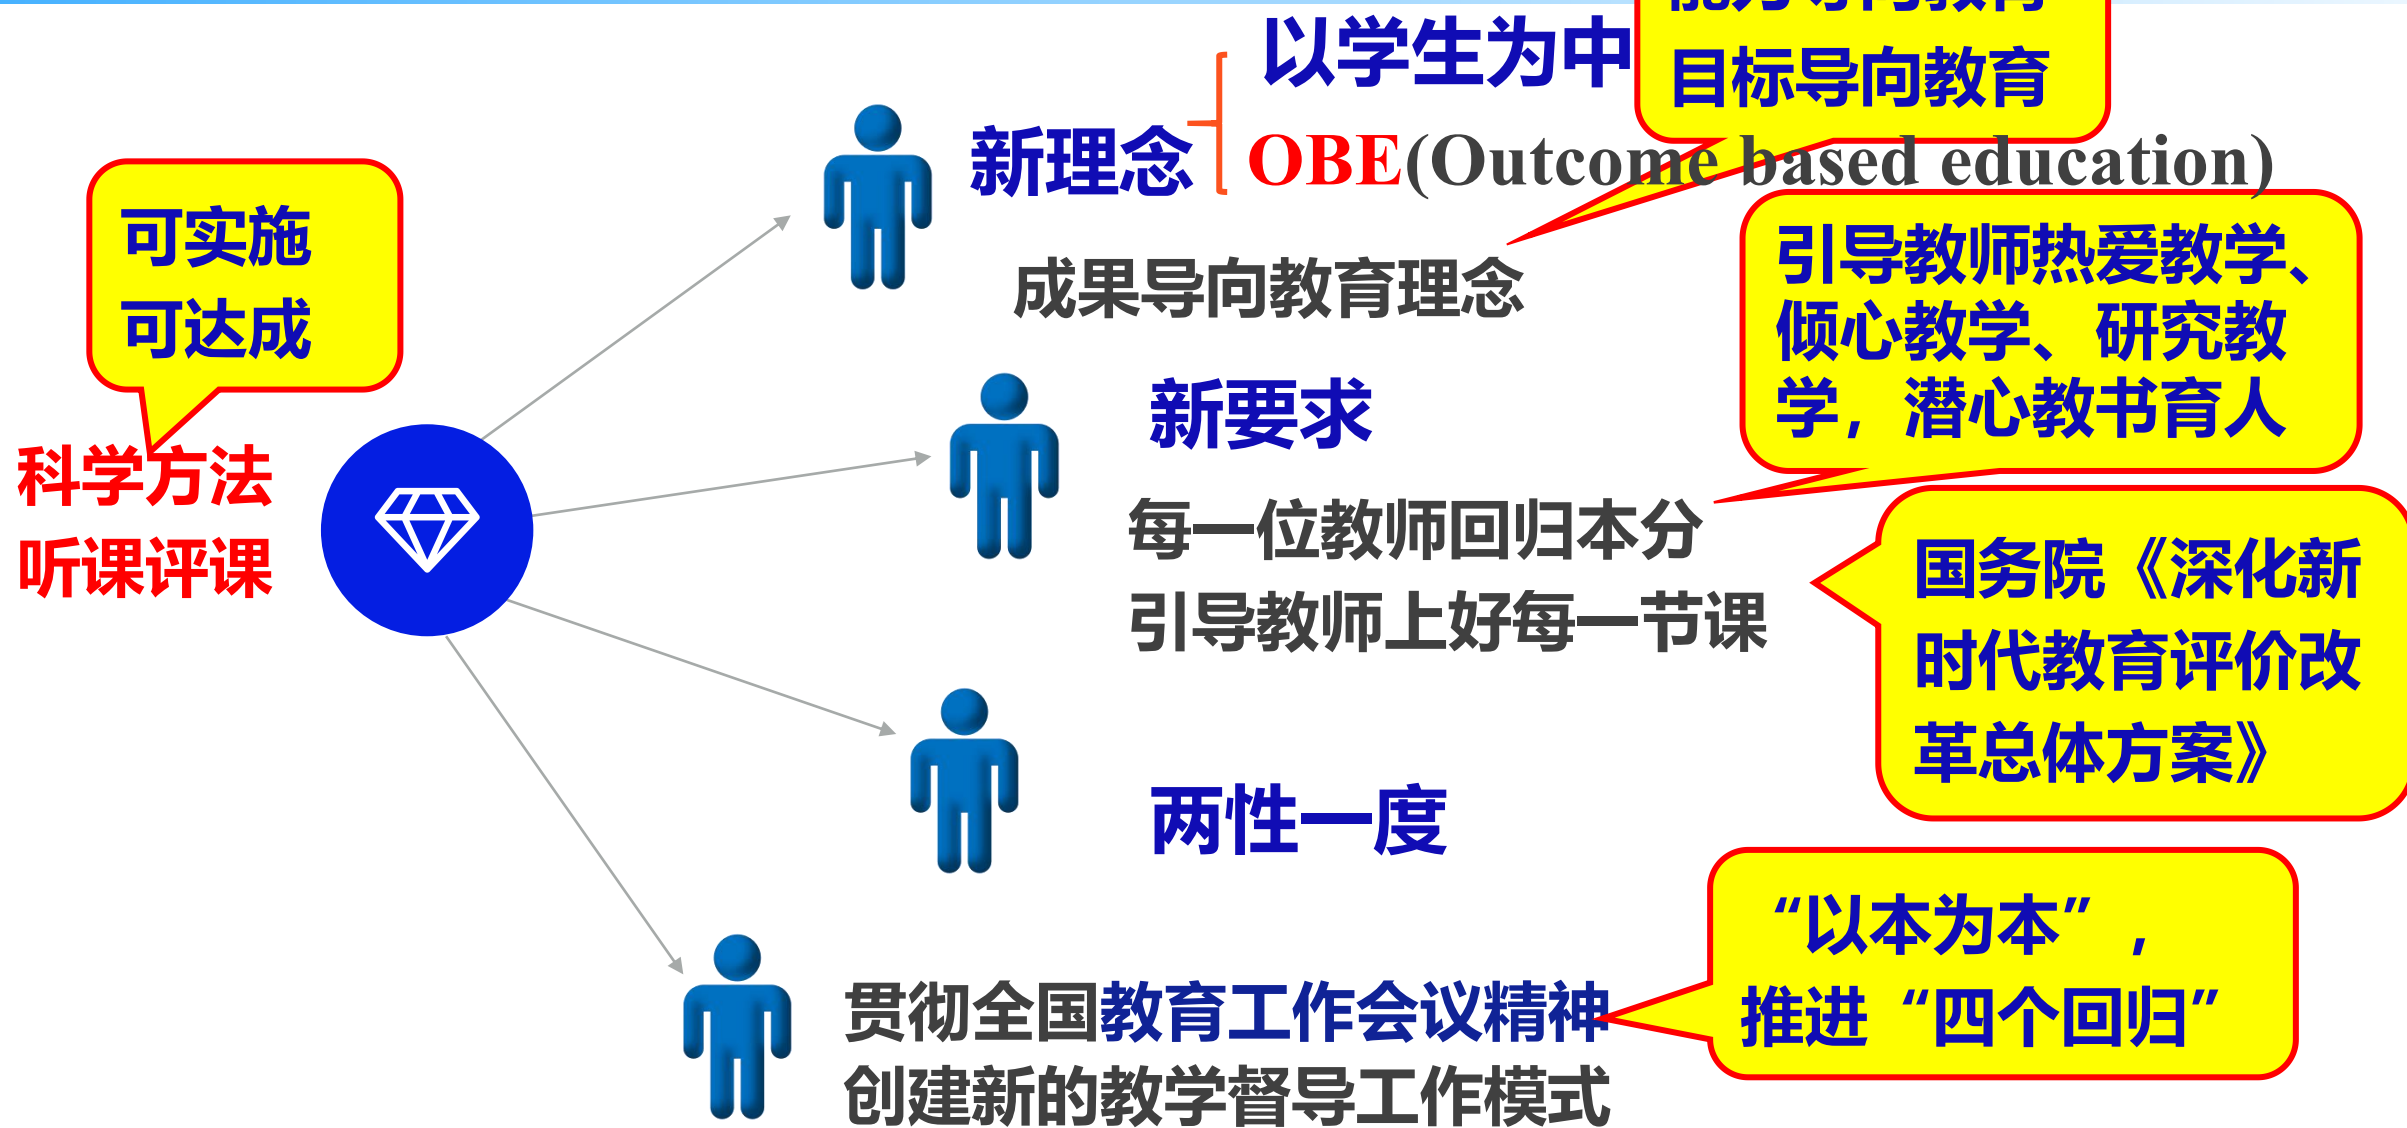 能力导向教育
目标导向教育
以学生为中
新理念
OBE(Outcome based education)
成果导向教育理念
可实施
可达成
科学方法
听课评课
引导教师热爱教学、
倾心教学、研究教
学，潜心教书育人
新要求
每一位教师回归本分
引导教师上好每一节课
国务院《深化新
时代教育评价改
革总体方案》
两性一度
“以本为本”，
推进“四个回归”
贯彻全国教育工作会议精神
创建新的教学督导工作模式